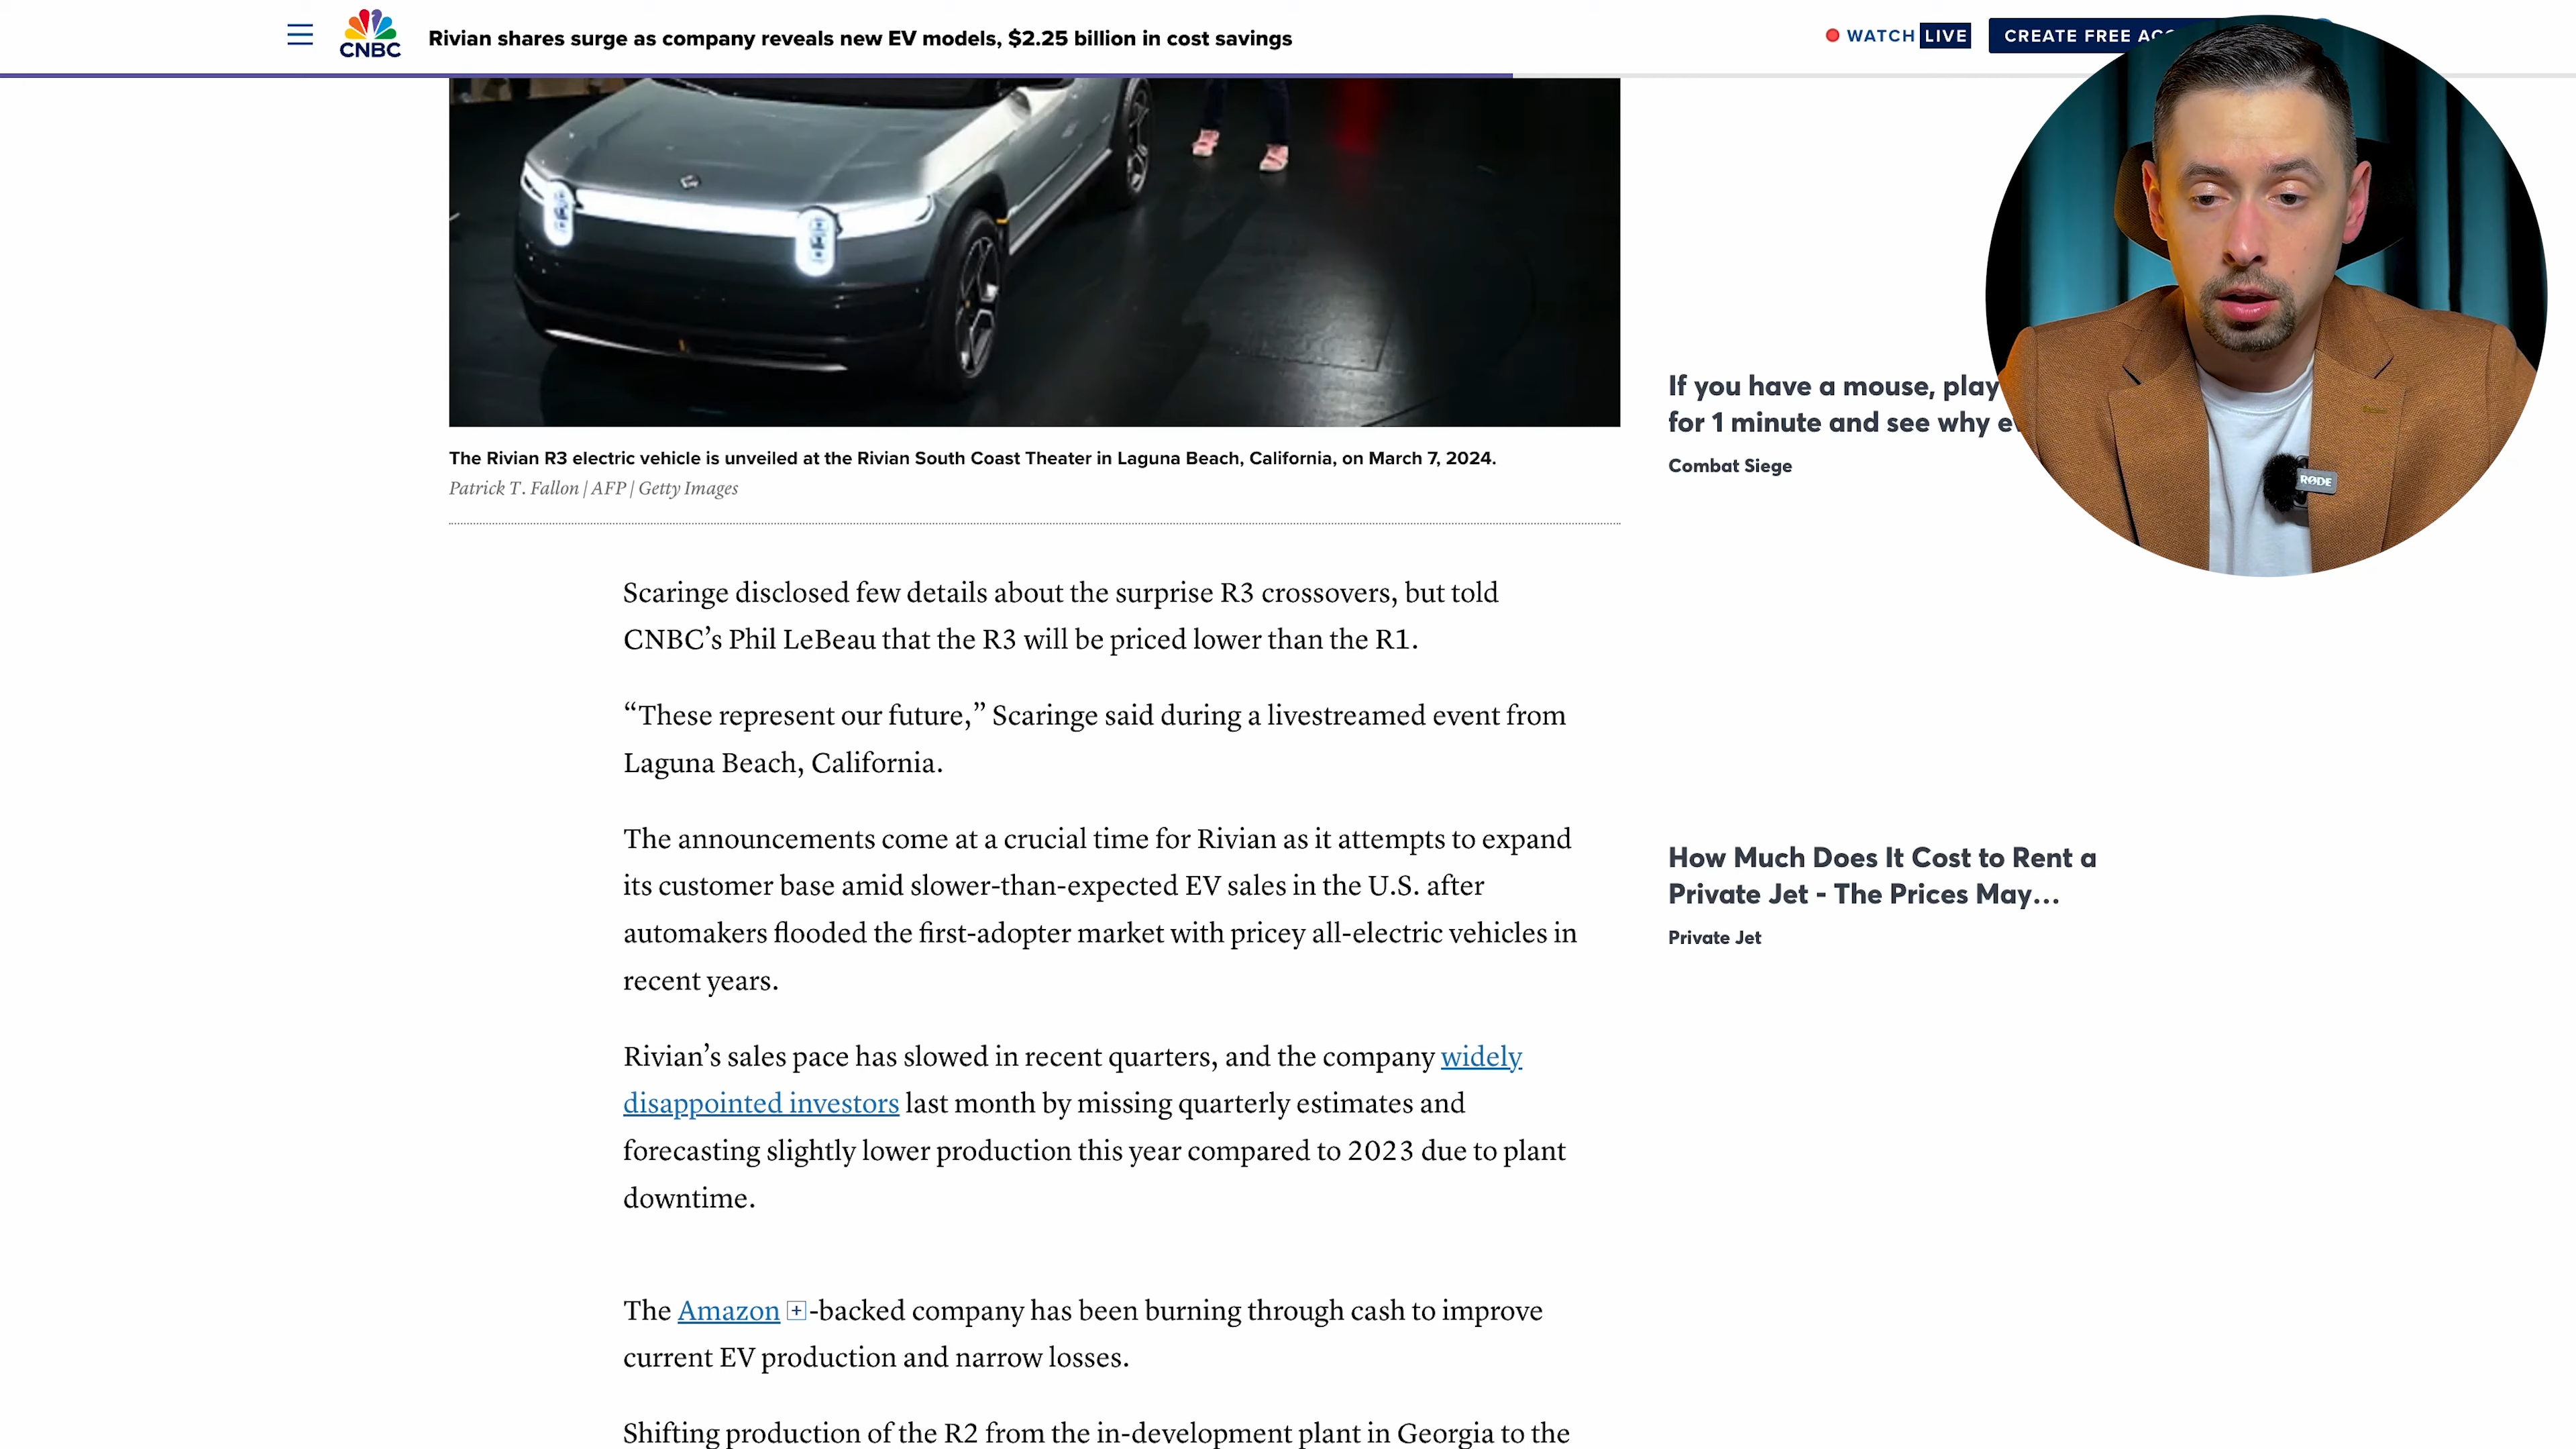 CNBC
Rivian shares surge as company reveals new EV models, $2.25 billion in cost savings
WATCH LIVE
CREATE FREE
The Rivian R3 electric vehicle is unveiled at the Rivian South Coast Theater in Laguna Beach, California, on March 7, 2024.
Patrick T. Fallon | AFP | Getty Images
Scaringe disclosed few details about the surprise R3 crossovers, but told
CNBC’s Phil LeBeau that the R3 will be priced lower than the R1.
“These represent our future,” Scaringe said during a livestreamed event from
Laguna Beach, California.
The announcements come at a crucial time for Rivian as it attempts to expand
its customer base amid slower-than-expected EV sales in the U.S. after
automakers flooded the first-adopter market with pricey all-electric vehicles in
recent years.
Rivian’s sales pace has slowed in recent quarters, and the company widely
disappointed investors last month by missing quarterly estimates and
forecasting slightly lower production this year compared to 2023 due to plant
downtime.
The Amazon +-backed company has been burning through cash to improve
current EV production and narrow losses.
Shifting production of the R2 from the in-development plant in Georgia to the
If you have a mouse, play
for 1 minute and see why
Combat Siege
How Much Does It Cost to Rent a
Private Jet - The Prices May...
Private Jet
RØDE